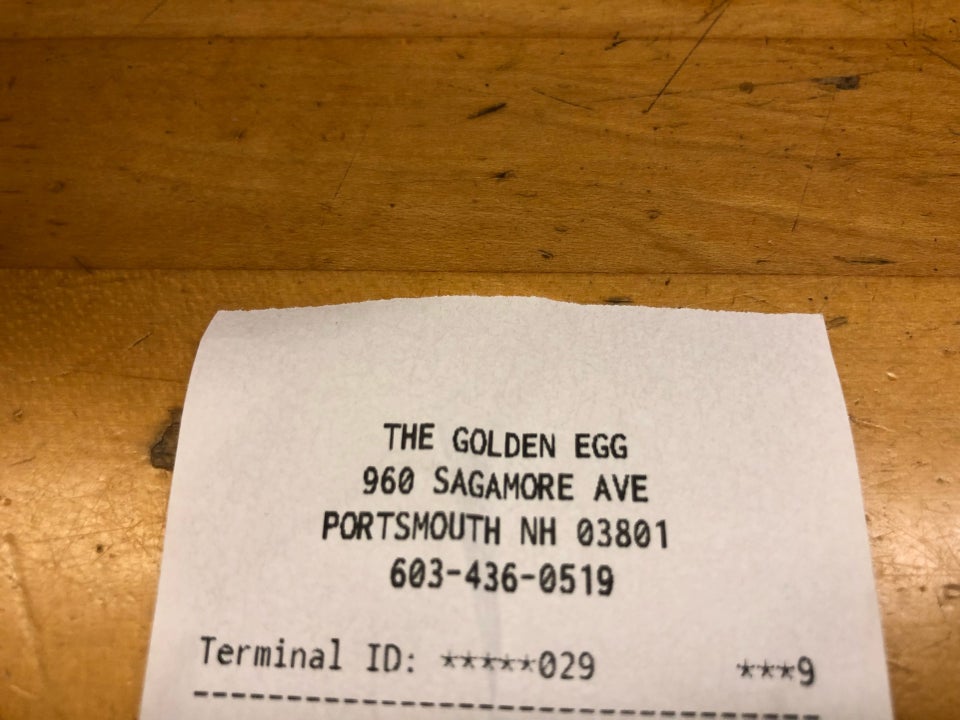 THE GOLDEN EGG
960 SAGAMORE AVE
PORTSMOUTH NH 03801
603-436-0519
Terminal ID: *****029 ***9
--------------------------------------